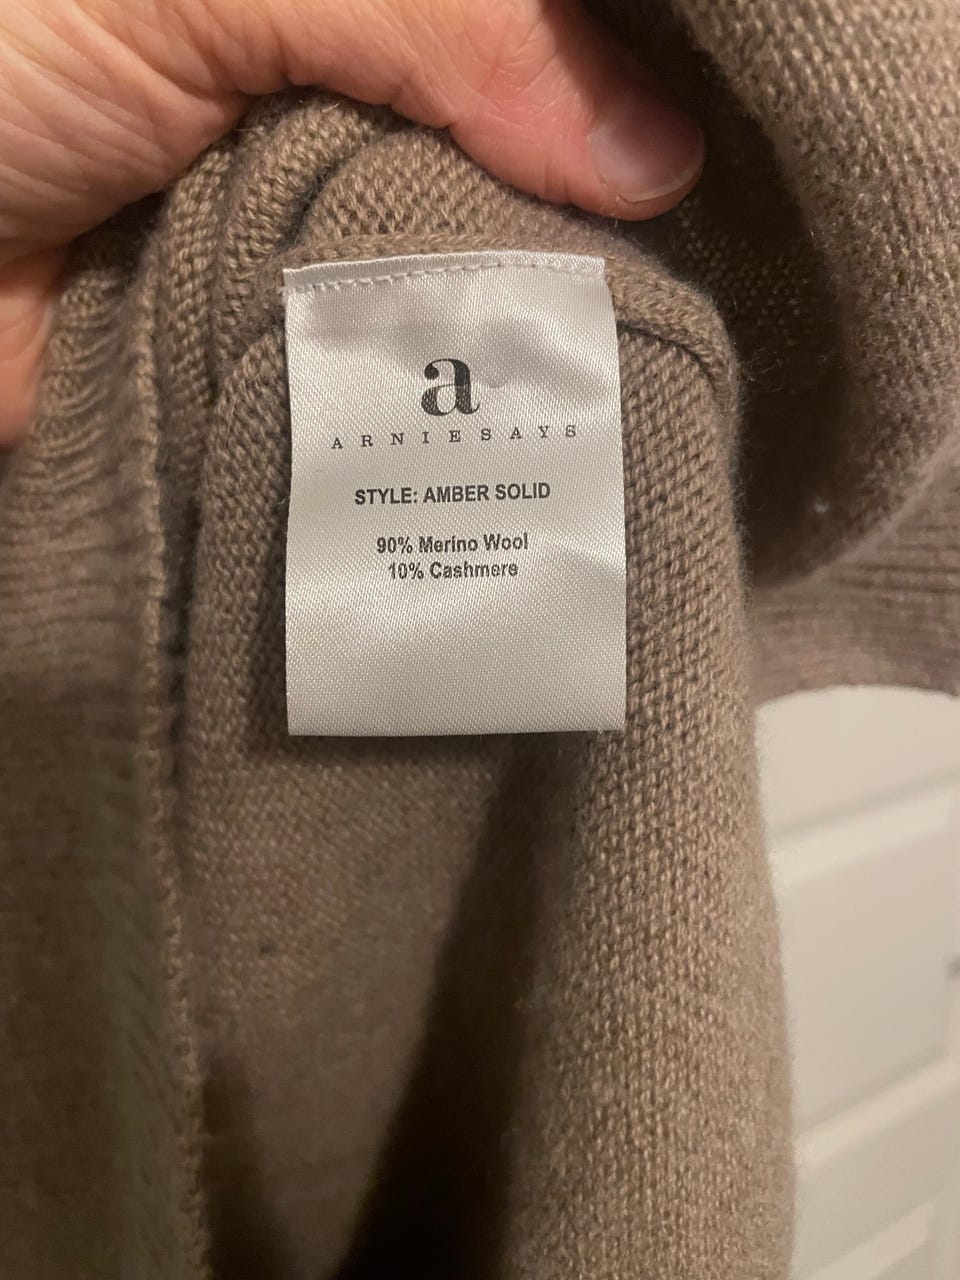 a
ARNIESAYS
STYLE: AMBER SOLID
90% Merino Wool
10% Cashmere